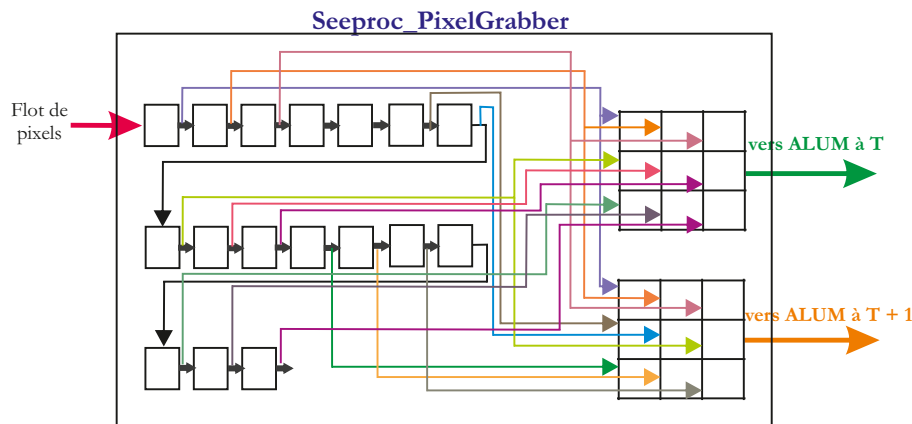 Seeproc_PixelGrabber
Flot de
pixels
vers ALUM à T
vers ALUM à T + 1